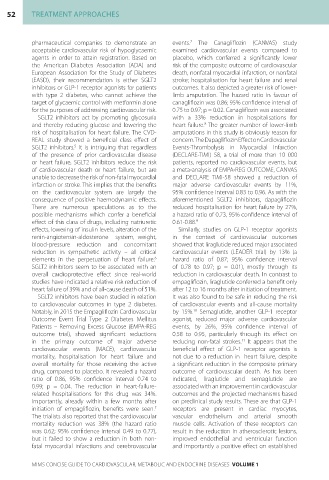 52 TREATMENT APPROACHES
pharmaceutical companies to demonstrate an
acceptable cardiovascular risk of hypoglycaemic
agents in order to attain registration. Based on
the American Diabetes Association (ADA) and
European Association for the Study of Diabetes
(EASD), their recommendation is either SGLT2
inhibitors or GLP-1 receptor agonists for patients
with type 2 diabetes, who cannot achieve the
target of glycaemic control with metformin alone
for the purposes of addressing cardiovascular risk.
SGLT2 inhibitors act by promoting glycosuria
and thereby reducing glucose and lowering the
risk of hospitalisation for heart failure. The CVD-
REAL study showed a beneficial class effect of
SGLT2 inhibitors. It is intriguing that regardless
of the presence of prior cardiovascular disease
or heart failure, SGLT2 inhibitors reduce the risk
of cardiovascular death or heart failure, but are
unable to decrease the risk of non-fatal myocardial
infarction or stroke. This implies that the benefits
on the cardiovascular system are largely the
consequence of positive haemodynamic effects.
There are numerous speculations as to the
possible mechanisms which confer a beneficial
effect of this class of drugs, including natriuretic
effects, lowering of insulin levels, alteration of the
renin-angiotensin-aldosterone system, weight,
blood-pressure reduction and concomitant
reduction in sympathetic activity – all critical
elements in the perpetuation of heart failure.
SGLT2 inhibitors seem to be associated with an
overall cardioprotective effect since real-world
studies have indicated a relative risk reduction of
heart failure of 39% and of all-cause death of 51%.
SGLT2 inhibitors have been studied in relation
to cardiovascular outcomes in type 2 diabetes.
Notably, in 2015 the Empagliflozin Cardiovascular
Outcome Event Trial Type 2 Diabetes Mellitus
Patients – Removing Excess Glucose (EMPA-REG
outcome trial), showed significant reductions
in the primary outcome of major adverse
cardiovascular events (MACE), cardiovascular
mortality, hospitalisation for heart failure and
overall mortality for those receiving the active
drug, compared to placebo. It revealed a hazard
ratio of 0.86, 95% confidence interval 0.74 to
0.99; p = 0.04. The reduction in heart-failure-
related hospitalisations for this drug was 34%.
Importantly, already within a few months after
initiation of empagliflozin, benefits were seen.
The trialists also reported that the cardiovascular
mortality reduction was 38% (the hazard ratio
was 0.62, 95% confidence interval 0.49 to 0.77),
but it failed to show a reduction in both non-
fatal myocardial infarctions and cerebrovascular
events. The Canagliflozin (CANVAS) study
examined cardiovascular events compared to
placebo, which conferred a significantly lower
risk of the composite outcome of cardiovascular
death, nonfatal myocardial infarction, or nonfatal
stroke; hospitalisation for heart failure and renal
outcomes. It also depicted a greater risk of lower-
limb amputation. The hazard ratio in favour of
canagliflozin was 0.86, 95% confidence interval of
0.75 to 0.97; p = 0.02. Canagliflozin was associated
with a 33% reduction in hospitalisations for
heart failure. The greater number of lower-limb
amputations in this study is obviously reason for
concern. The Dapagliflozin Effect on Cardiovascular
Events-Thrombolysis in Myocardial Infarction
(DECLARE-TIMI) 58, a trial of more than 10 000
patients, reported no cardiovascular events, but
a meta-analysis of EMPA-REG OUTCOME, CANVAS
and DECLARE TIMI-58 showed a reduction of
major adverse cardiovascular events by 11%,
95% confidence interval 0.83 to 0.96. As with the
aforementioned SGLT2 inhibitors, dapagliflozin
reduced hospitalisation for heart failure by 27%,
a hazard ratio of 0.73, 95% confidence interval of
0.61-0.88.
Similarly, studies on GLP-1 receptor agonists
in the context of cardiovascular outcomes
showed that liraglutide reduced major associated
cardiovascular events (LEADER trial) by 13% (a
hazard ratio of 0.87; 95% confidence interval
of 0.78 to 0.97; p = 0.01), mostly through its
reduction in cardiovascular death. In contrast to
empagliflozin, liraglutide conferred a benefit only
after 12 to 16 months after initiation of treatment.
It was also found to be safe in reducing the risk
of cardiovascular events and all-cause mortality
by 15%. Semaglutide, another GLP-1 receptor
agonist, reduced major adverse cardiovascular
events, by 26%, 95% confidence interval of
0.58 to 0.95, particularly through its effect on
reducing non-fatal strokes. It appears that the
beneficial effect of GLP-1 receptor agonists is
not due to a reduction in heart failure, despite
a significant reduction in the composite primary
outcome of cardiovascular death. As has been
indicated, liraglutide and semaglutide are
associated with an improvement in cardiovascular
outcomes and the projected mechanism is based
on preclinical study results. These are that GLP-1
receptors are present in cardiac myocytes,
vascular endothelium and arterial smooth
muscle cells. Activation of these receptors can
result in the reduction in atherosclerotic lesions,
improved endothelial and ventricular function
and importantly a positive effect on established
MIMS CONCISE GUIDE TO CARDIOVASCULAR, METABOLIC AND ENDOCRINE DISEASES VOLUME 1